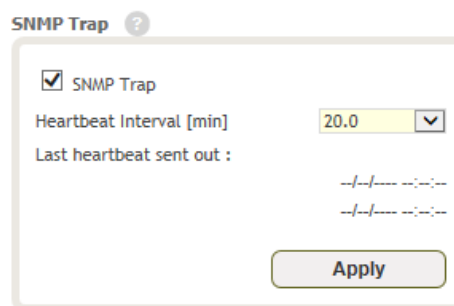 SNMP Trap ?
SNMP Trap
Heartbeat Interval [min] 20.0
Last heartbeat sent out :
--/--/---- --:--:--
--/--/---- --:--:--
Apply